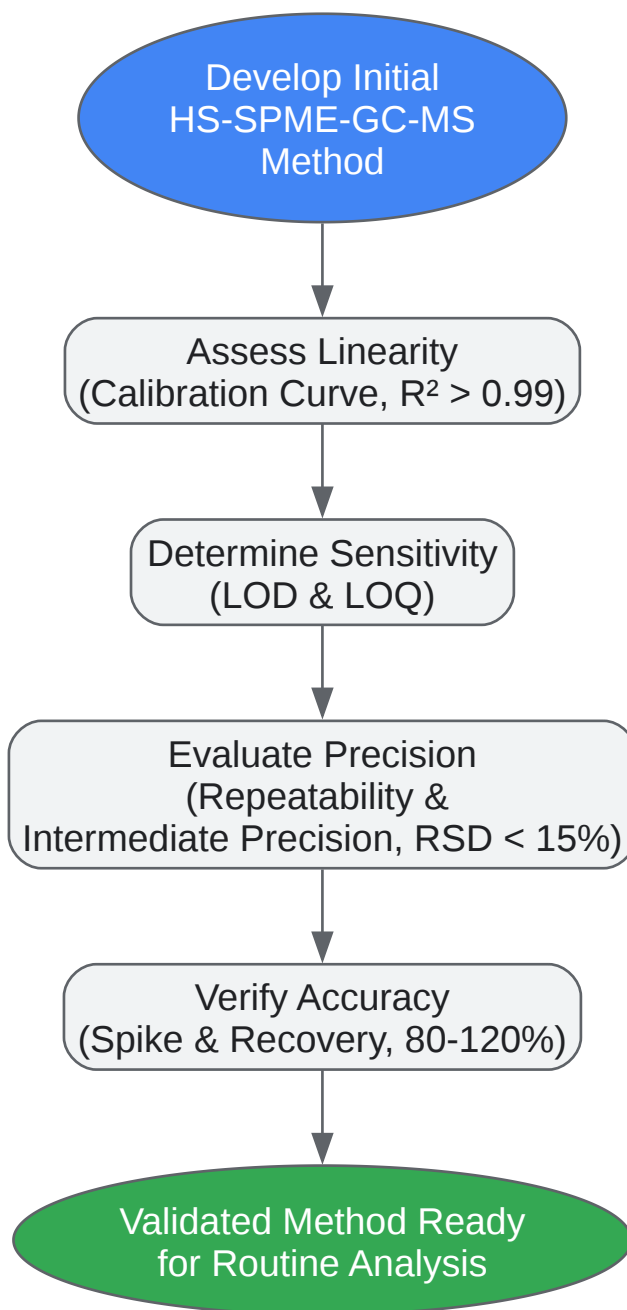 Develop Initial
HS-SPME-GC-MS
Method
Assess Linearity
(Calibration Curve, R² > 0.99)
Determine Sensitivity
(LOD & LOQ)
Evaluate Precision
(Repeatability &
Intermediate Precision, RSD < 15%)
Verify Accuracy
(Spike & Recovery, 80-120%)
Validated Method Ready
for Routine Analysis